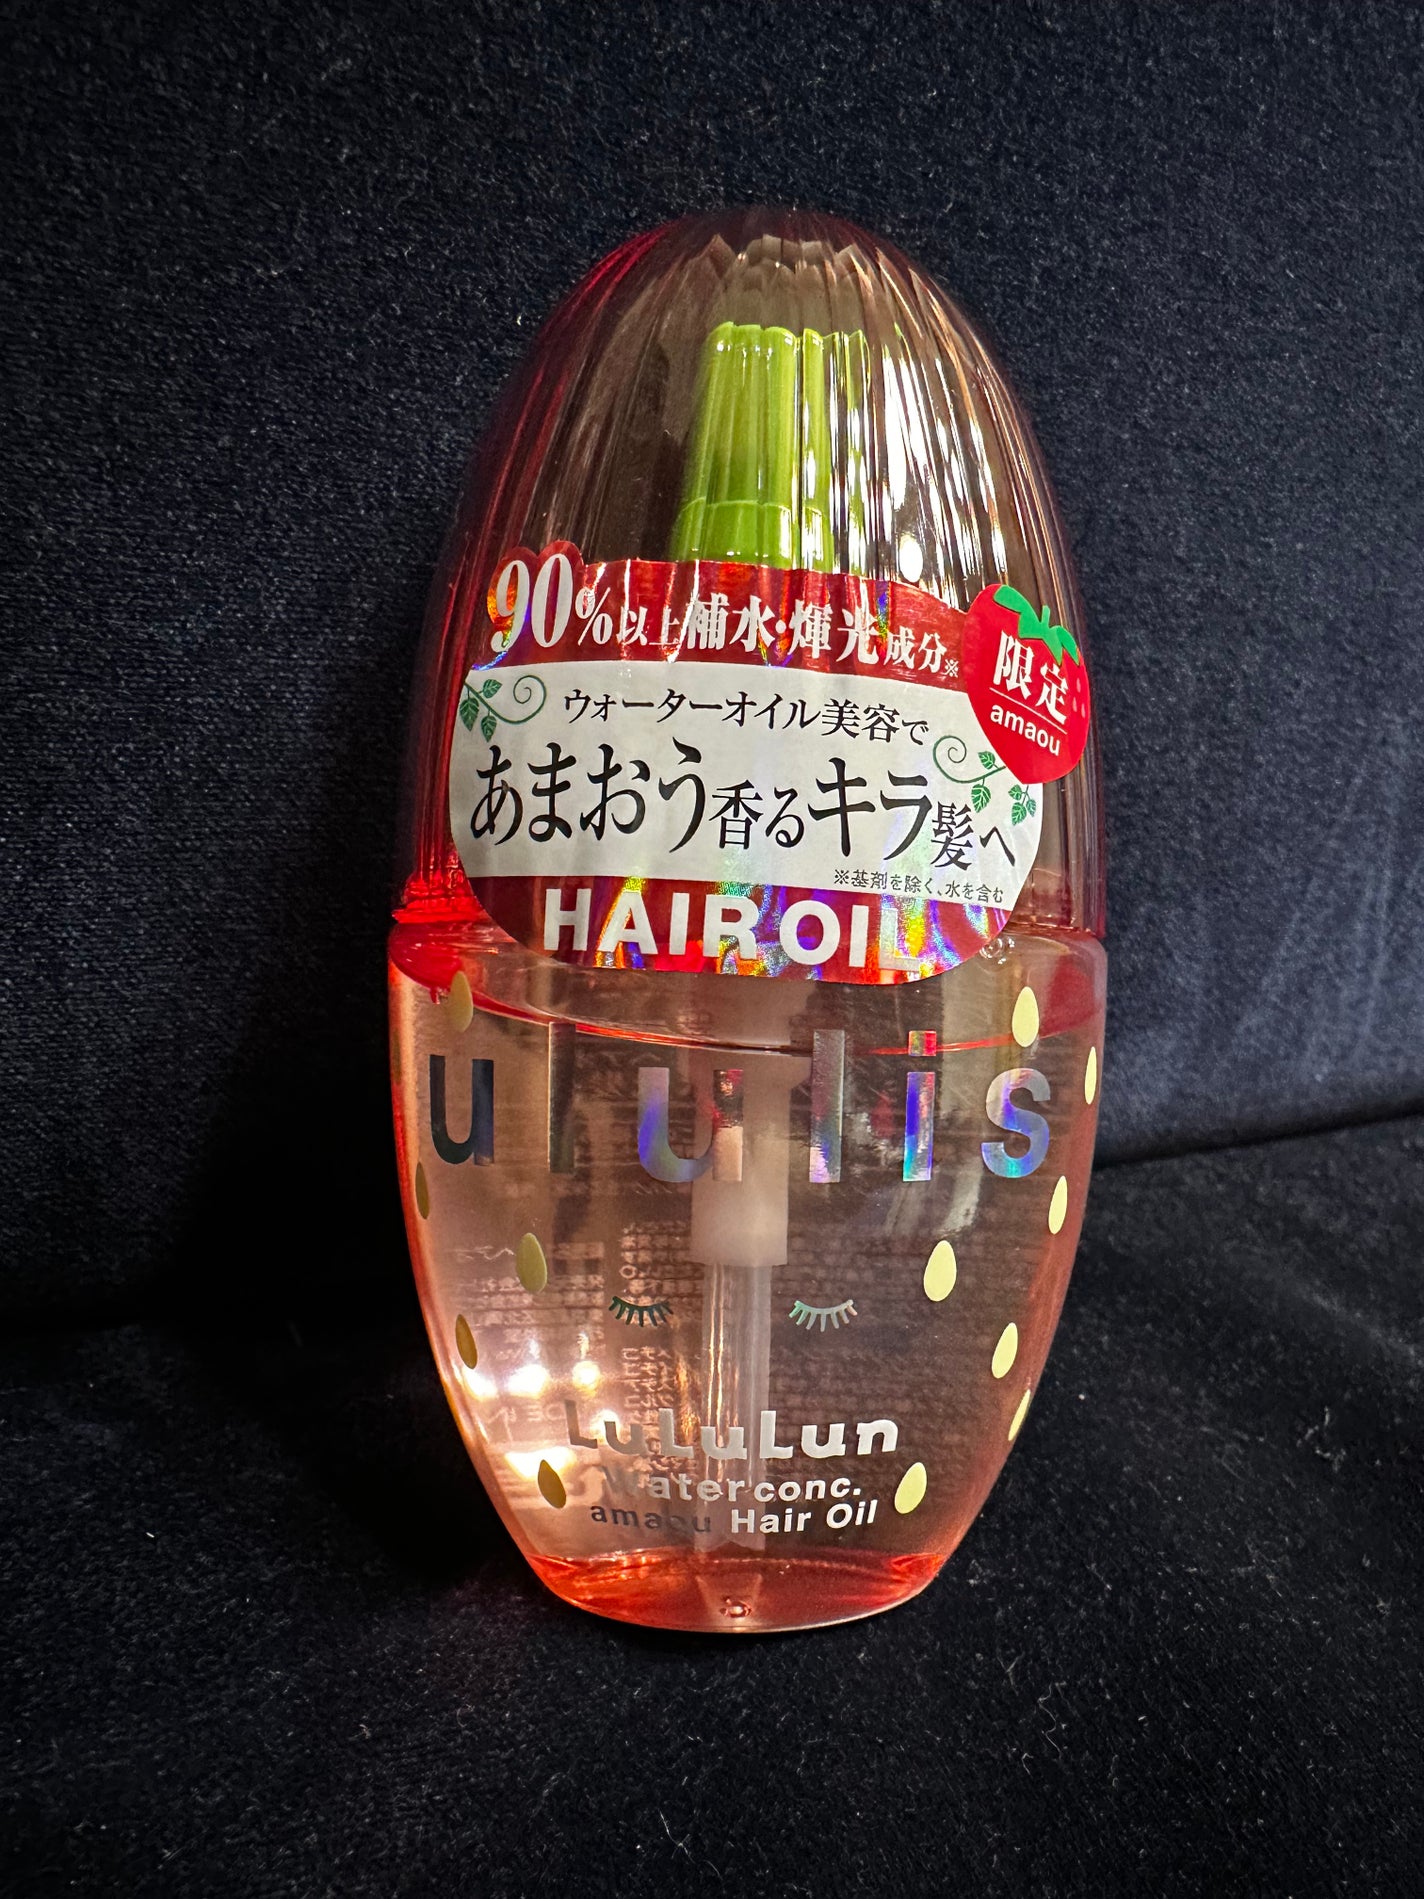 90%以上補水・輝光成分※
限定
amaou
ウォーターオイル美容で
あまおう香るキラ髪へ
※基剤を除く、水を含む
HAIR OIL
ululis
LuLuLun
Water conc.
amaou Hair Oil